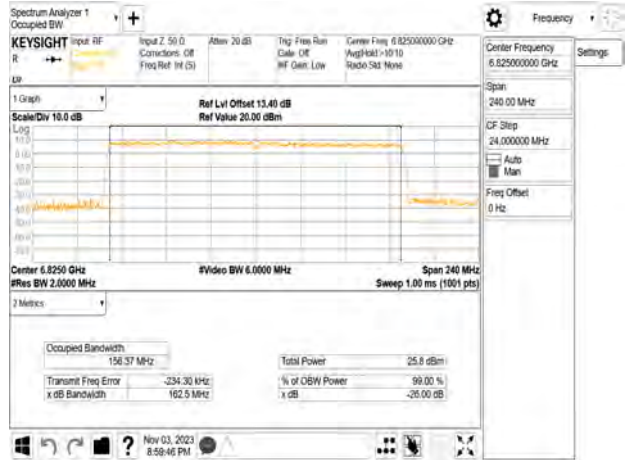 Spectrum Analyzer 1
Occupied BW
+
Frequency
KEYSIGHT Input: RF
R
Input Z: 50 Ω
Corrections: Off
Freq Ref: Int (S)
Atten: 20 dB
Trig: Free Run
Gate: Off
#IF Gain: Low
Center Freq: 6.825000000 GHz
Avg|Hold:>10/10
Radio Std: None
Center Frequency
6.825000000 GHz
Settings
Span
240.00 MHz
CF Step
24.000000 MHz
Auto
Man
Freq Offset
0 Hz
1 Graph
Scale/Div 10.0 dB
Ref Lvl Offset 13.40 dB
Ref Value 20.00 dBm
Log
10.0
0.00
Center 6.8250 GHz
#Res BW 2.0000 MHz
#Video BW 6.0000 MHz
Span 240 MHz
Sweep 1.00 ms (1001 pts)
2 Metrics
Occupied Bandwidth
156.37 MHz
Total Power 25.8 dBm
Transmit Freq Error -234.30 kHz
% of OBW Power 99.00 %
x dB Bandwidth 162.5 MHz
x dB -26.00 dB
?
Nov 03, 2023
8:59:46 PM